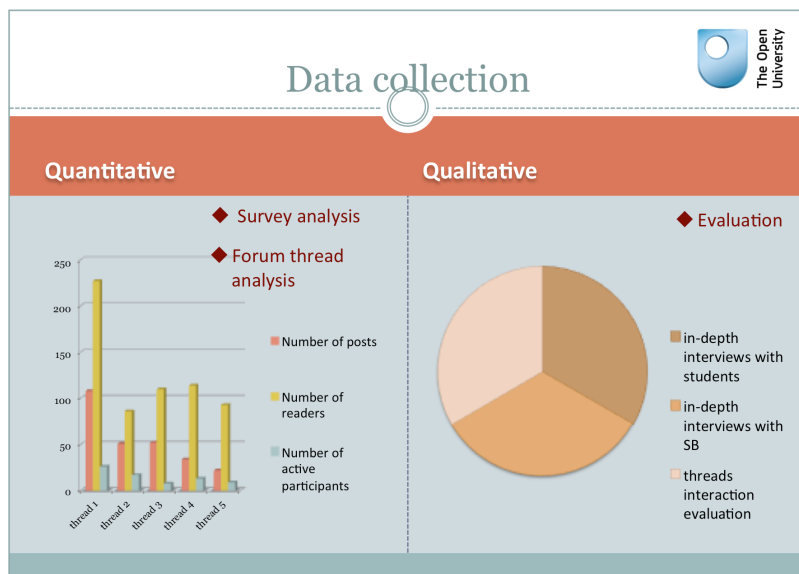 Data collection
The Open
University
Quantitative
Qualitative
Survey analysis
Forum thread
analysis
250
200
150
100
50
0
thread 1
thread 2
thread 3
thread 4
thread 5
Number of posts
Number of
readers
Number of
active
participants
Evaluation
in-depth
interviews with
students
in-depth
interviews with
SB
threads
interaction
evaluation